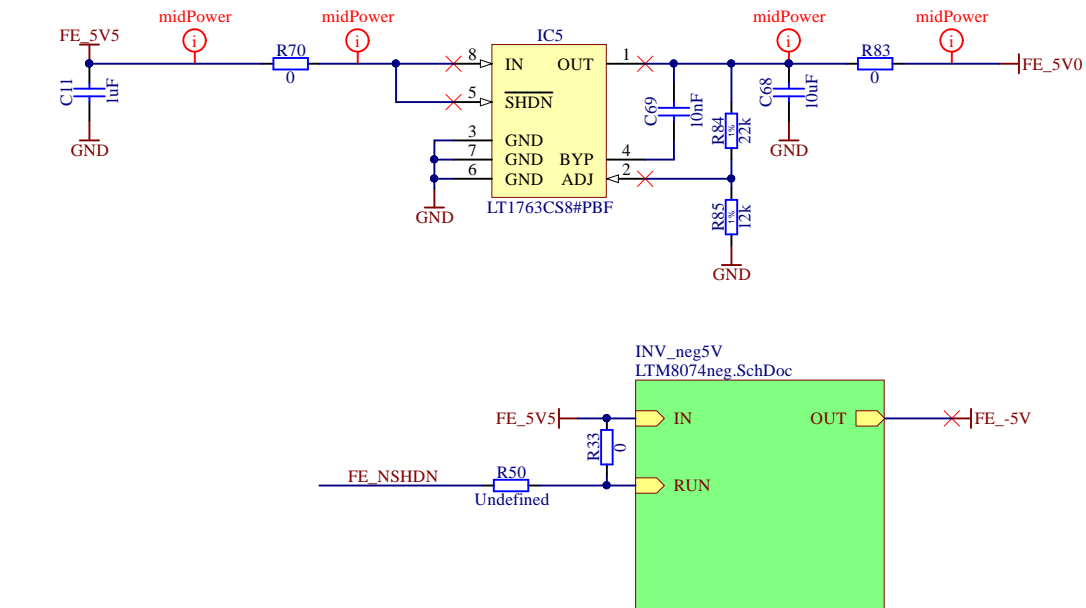 midPower
midPower
midPower
midPower
FE_5V5
i
i
i
i
IC5
R70
0
R83
0
FE_5V0
C11
1uF
GND
8
IN
OUT
1
5
SHDN
3
GND
7
GND
BYP
4
6
GND
ADJ
2
GND
LT1763CS8#PBF
C69
10nF
R84
1%
22k
C68
10uF
GND
R85
1%
12k
GND
INV_neg5V
LTM8074neg.SchDoc
FE_5V5
IN
OUT
FE_-5V
R33
0
FE_NSHDN
R50
Undefined
RUN